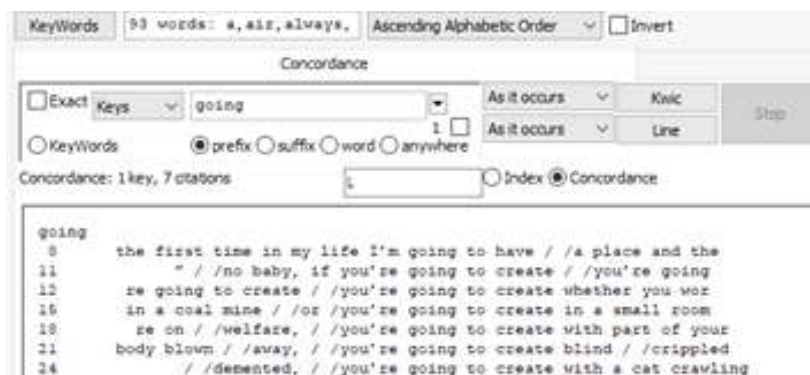 KeyWords 93 words: a,air,always, Ascending Alphabetic Order Invert
Concordance
Exact Keys going As it occurs Kwic
1 As it occurs Line Stop
KeyWords prefix suffix word anywhere
Concordance: 1 key, 7 citations Index Concordance
going
8 the first time in my life I'm going to have / /a place and the
11 " / /no baby, if you're going to create / /you're going
12 re going to create / /you're going to create whether you wor
15 in a coal mine / /or /you're going to create in a small room
18 re on / /welfare, / /you're going to create with part of your
21 body blown / /away, / /you're going to create blind / /crippled
24 / /demented, / /you're going to create with a cat crawling